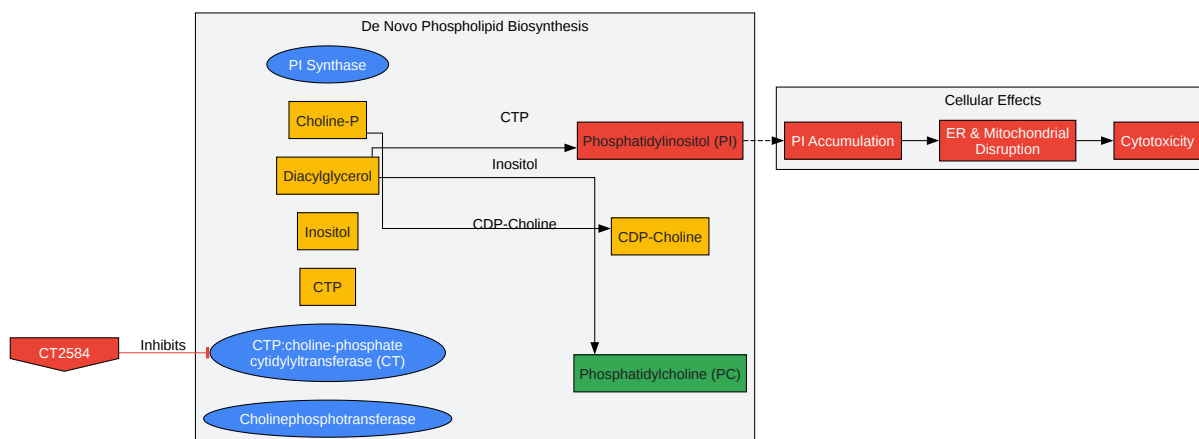 De Novo Phospholipid Biosynthesis
PI Synthase
Choline-P
CTP
Phosphatidylinositol (PI)
Diacylglycerol
Inositol
Inositol
CDP-Choline
CDP-Choline
CTP
CT2584
Inhibits
CTP:choline-phosphate
cytidylyltransferase (CT)
Phosphatidylcholine (PC)
Cholinephosphotransferase
Cellular Effects
PI Accumulation
ER & Mitochondrial
Disruption
Cytotoxicity